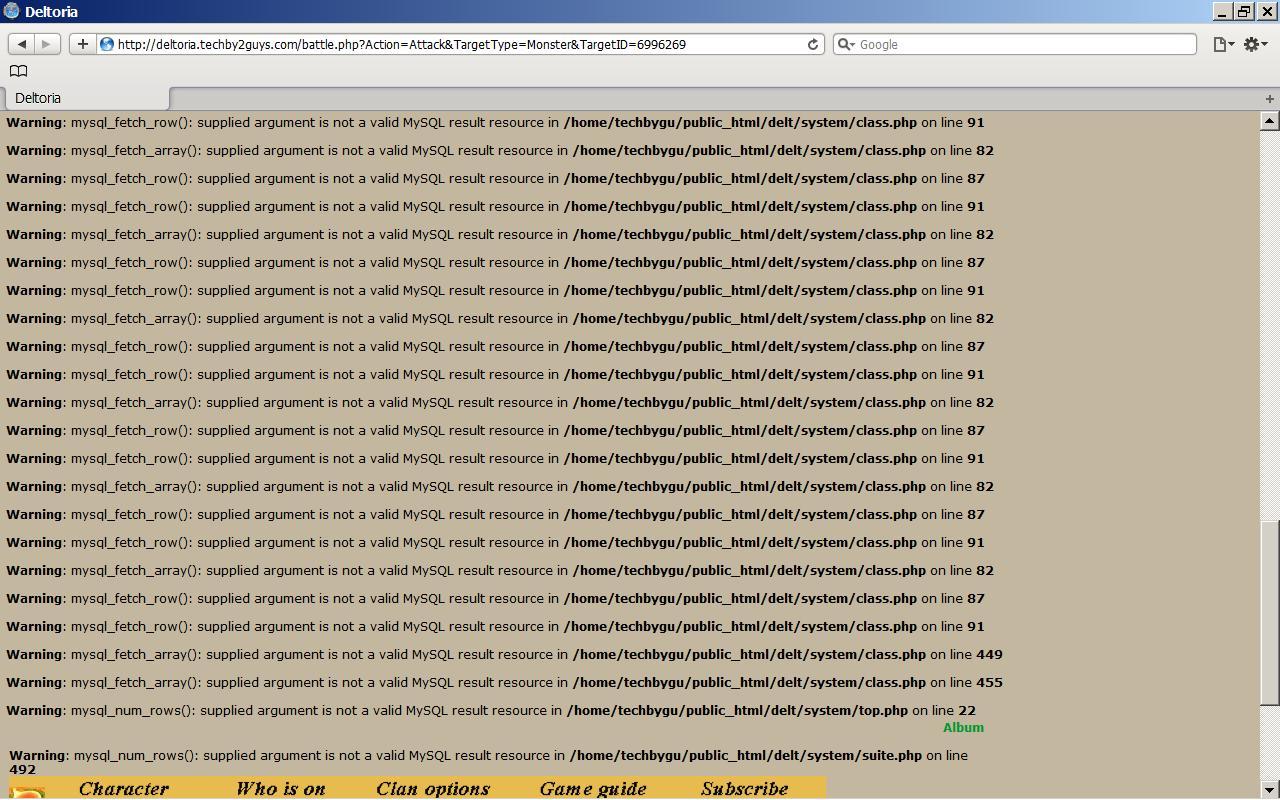 Deltoria
http://deltoria.techby2guys.com/battle.php?Action=Attack&TargetType=Monster&TargetID=6996269
Google
Deltoria
Warning: mysql_fetch_row(): supplied argument is not a valid MySQL result resource in /home/techbygu/public_html/delt/system/class.php on line 91
Warning: mysql_fetch_array(): supplied argument is not a valid MySQL result resource in /home/techbygu/public_html/delt/system/class.php on line 82
Warning: mysql_fetch_row(): supplied argument is not a valid MySQL result resource in /home/techbygu/public_html/delt/system/class.php on line 87
Warning: mysql_fetch_row(): supplied argument is not a valid MySQL result resource in /home/techbygu/public_html/delt/system/class.php on line 91
Warning: mysql_fetch_array(): supplied argument is not a valid MySQL result resource in /home/techbygu/public_html/delt/system/class.php on line 82
Warning: mysql_fetch_row(): supplied argument is not a valid MySQL result resource in /home/techbygu/public_html/delt/system/class.php on line 87
Warning: mysql_fetch_row(): supplied argument is not a valid MySQL result resource in /home/techbygu/public_html/delt/system/class.php on line 91
Warning: mysql_fetch_array(): supplied argument is not a valid MySQL result resource in /home/techbygu/public_html/delt/system/class.php on line 82
Warning: mysql_fetch_row(): supplied argument is not a valid MySQL result resource in /home/techbygu/public_html/delt/system/class.php on line 87
Warning: mysql_fetch_row(): supplied argument is not a valid MySQL result resource in /home/techbygu/public_html/delt/system/class.php on line 91
Warning: mysql_fetch_array(): supplied argument is not a valid MySQL result resource in /home/techbygu/public_html/delt/system/class.php on line 82
Warning: mysql_fetch_row(): supplied argument is not a valid MySQL result resource in /home/techbygu/public_html/delt/system/class.php on line 87
Warning: mysql_fetch_row(): supplied argument is not a valid MySQL result resource in /home/techbygu/public_html/delt/system/class.php on line 91
Warning: mysql_fetch_array(): supplied argument is not a valid MySQL result resource in /home/techbygu/public_html/delt/system/class.php on line 82
Warning: mysql_fetch_row(): supplied argument is not a valid MySQL result resource in /home/techbygu/public_html/delt/system/class.php on line 87
Warning: mysql_fetch_row(): supplied argument is not a valid MySQL result resource in /home/techbygu/public_html/delt/system/class.php on line 91
Warning: mysql_fetch_array(): supplied argument is not a valid MySQL result resource in /home/techbygu/public_html/delt/system/class.php on line 82
Warning: mysql_fetch_row(): supplied argument is not a valid MySQL result resource in /home/techbygu/public_html/delt/system/class.php on line 87
Warning: mysql_fetch_row(): supplied argument is not a valid MySQL result resource in /home/techbygu/public_html/delt/system/class.php on line 91
Warning: mysql_fetch_array(): supplied argument is not a valid MySQL result resource in /home/techbygu/public_html/delt/system/class.php on line 449
Warning: mysql_fetch_array(): supplied argument is not a valid MySQL result resource in /home/techbygu/public_html/delt/system/class.php on line 455
Warning: mysql_num_rows(): supplied argument is not a valid MySQL result resource in /home/techbygu/public_html/delt/system/top.php on line 22
Album
Warning: mysql_num_rows(): supplied argument is not a valid MySQL result resource in /home/techbygu/public_html/delt/system/suite.php on line
492
Character Who is on Clan options Game guide Subscribe